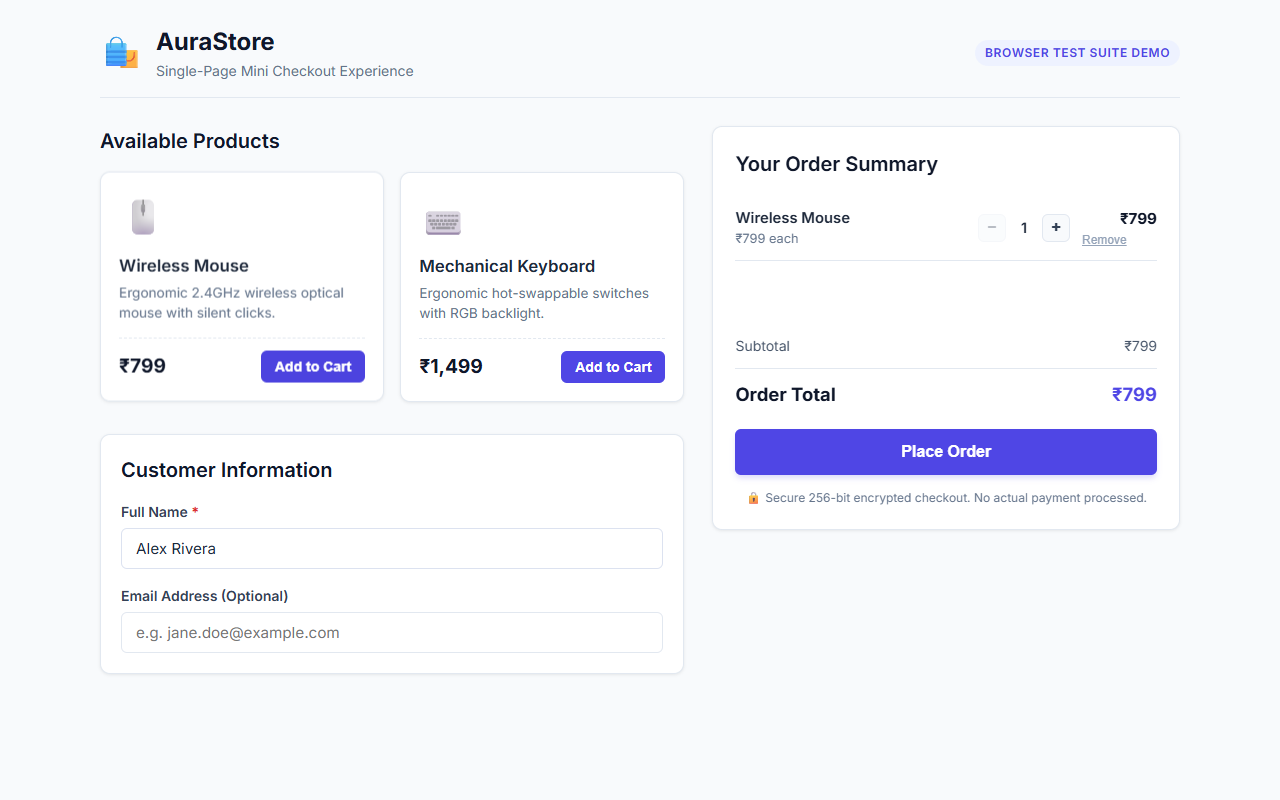 AuraStore
Single-Page Mini Checkout Experience
BROWSER TEST SUITE DEMO
Available Products
Wireless Mouse
Ergonomic 2.4GHz wireless optical
mouse with silent clicks.
₹799
Add to Cart
Mechanical Keyboard
Ergonomic hot-swappable switches
with RGB backlight.
₹1,499
Add to Cart
Customer Information
Full Name *
Alex Rivera
Email Address (Optional)
e.g. jane.doe@example.com
Your Order Summary
Wireless Mouse
₹799 each
− 1 +
₹799
Remove
Subtotal ₹799
Order Total ₹799
Place Order
🔒 Secure 256-bit encrypted checkout. No actual payment processed.